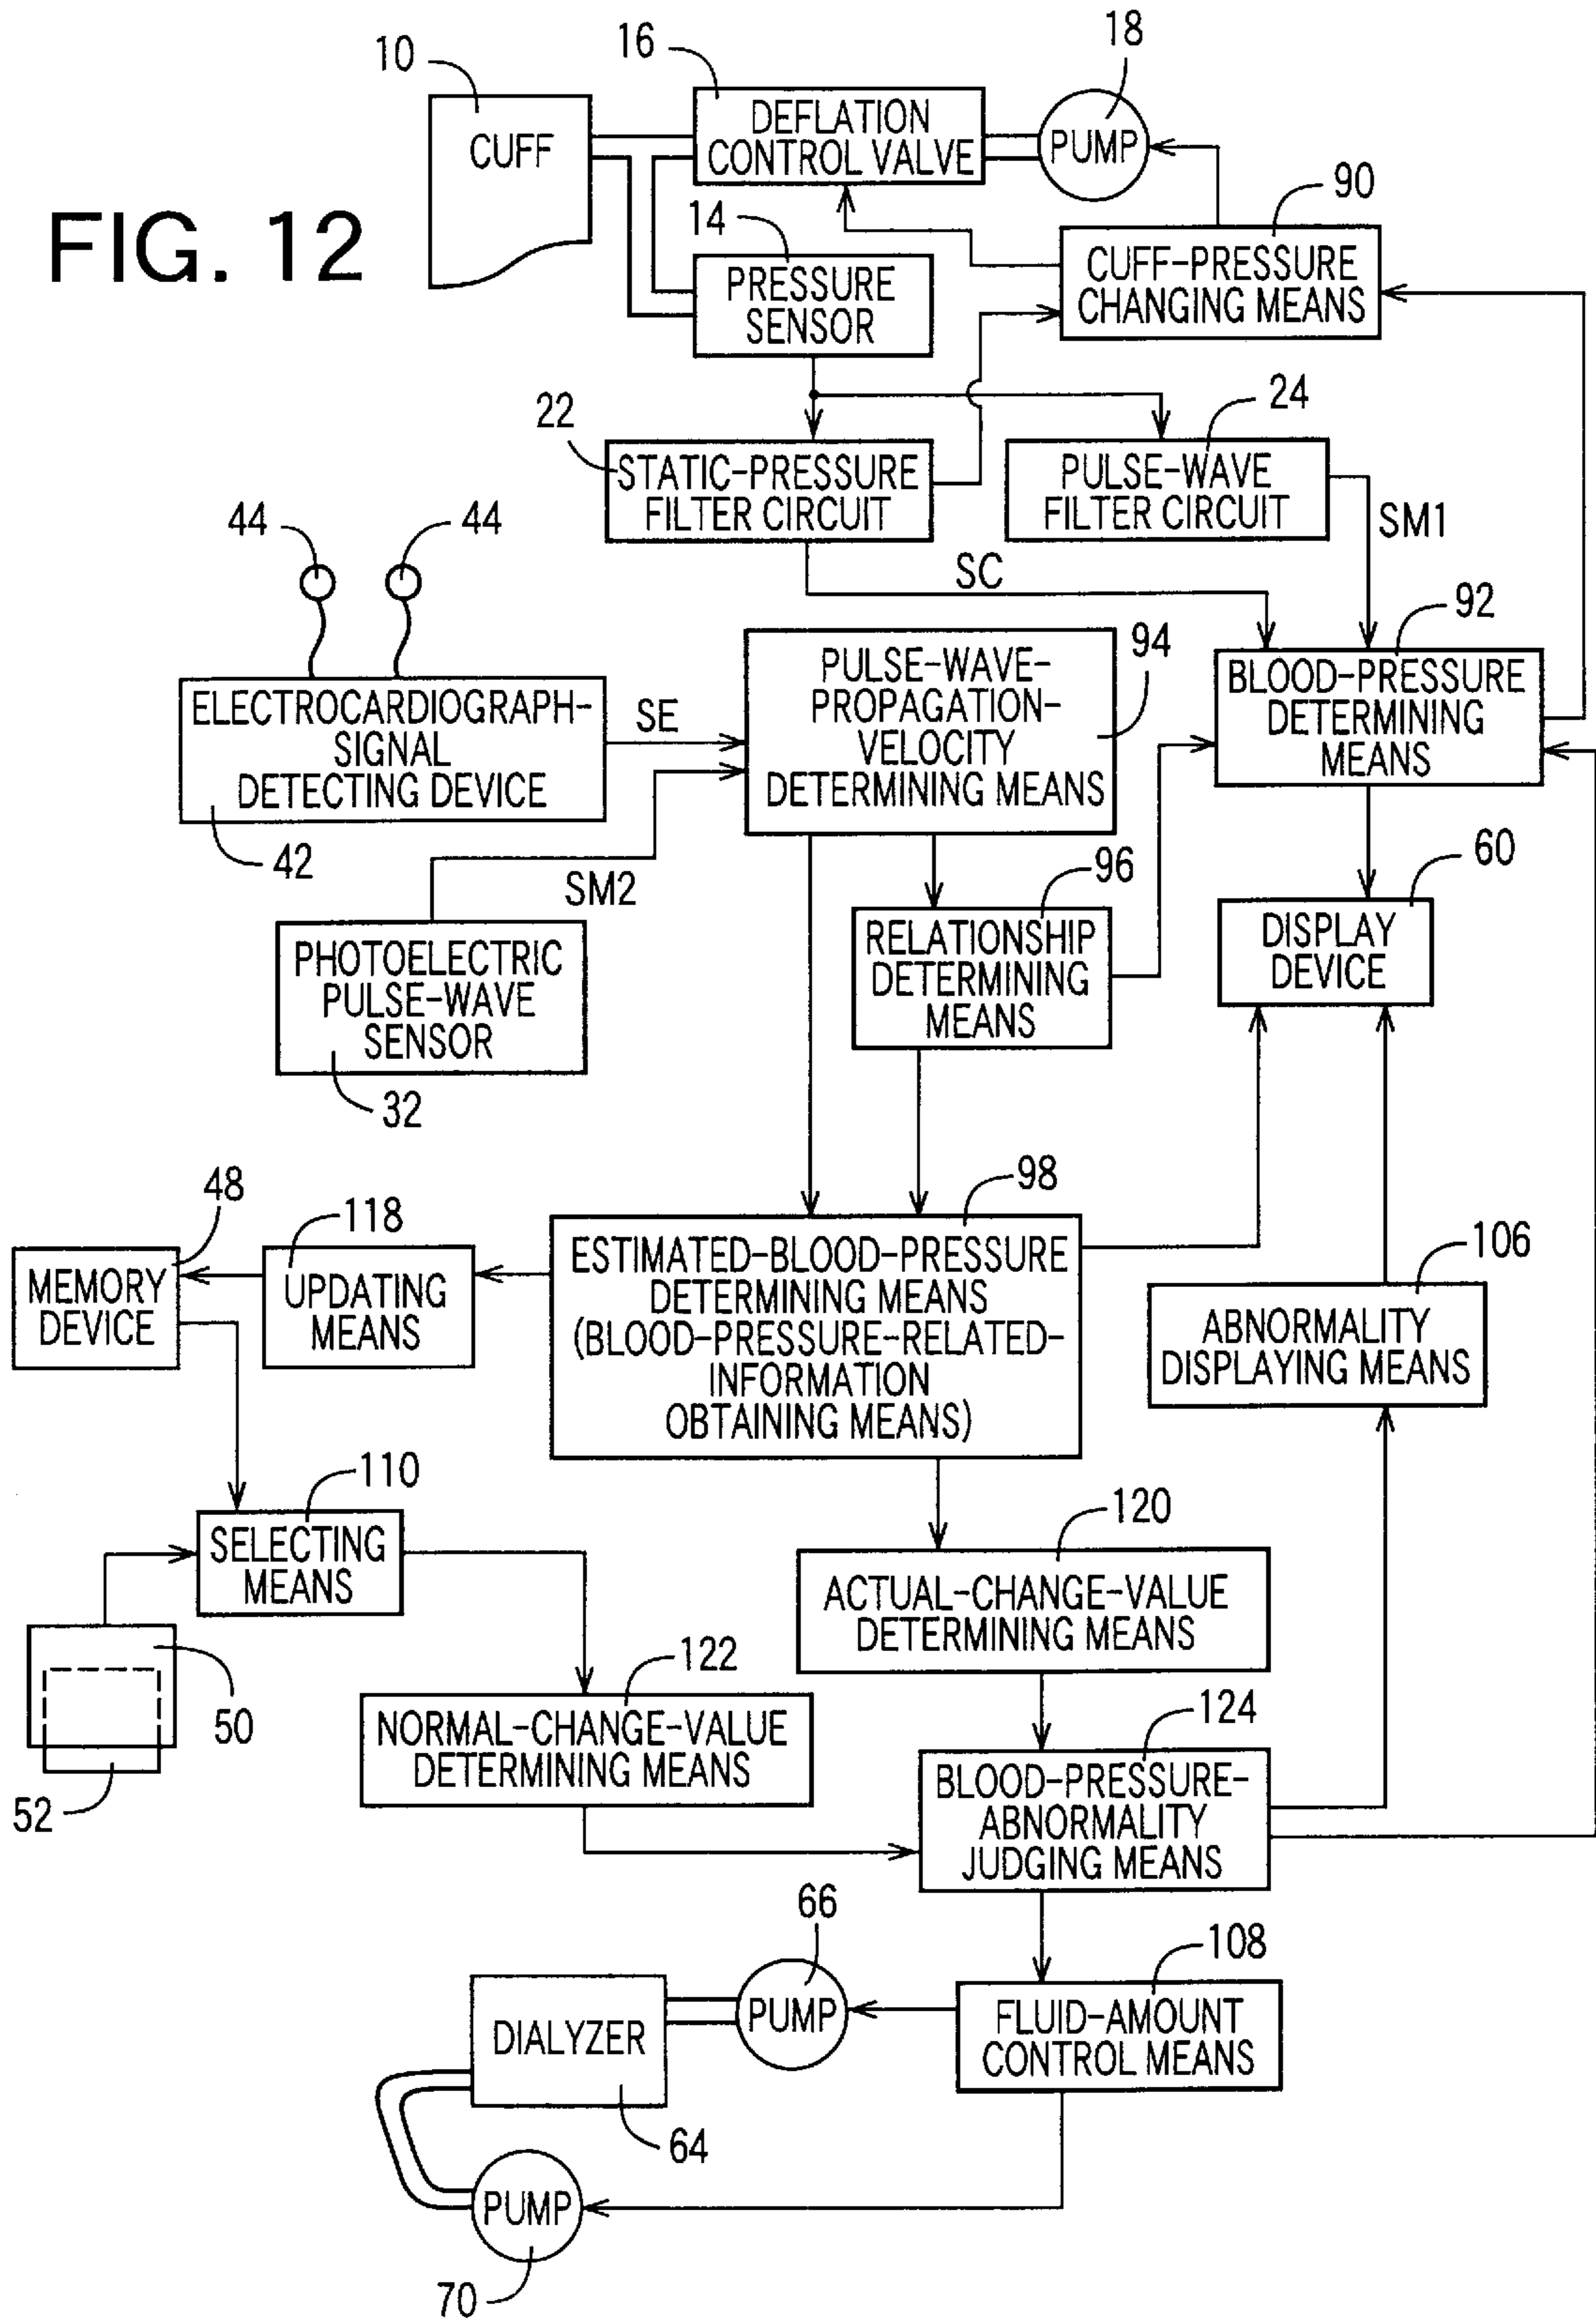 FIG. 12
10
CUFF
16
DEFLATION
CONTROL VALVE
18
PUMP
14
PRESSURE
SENSOR
90
CUFF-PRESSURE
CHANGING MEANS
22
STATIC-PRESSURE
FILTER CIRCUIT
24
PULSE-WAVE
FILTER CIRCUIT
SM1
SC
44
44
ELECTROCARDIOGRAPH-
SIGNAL
DETECTING DEVICE
42
SE
94
PULSE-WAVE-
PROPAGATION-
VELOCITY
DETERMINING MEANS
92
BLOOD-PRESSURE
DETERMINING
MEANS
SM2
PHOTOELECTRIC
PULSE-WAVE
SENSOR
32
96
RELATIONSHIP
DETERMINING
MEANS
60
DISPLAY
DEVICE
48
MEMORY
DEVICE
118
UPDATING
MEANS
98
ESTIMATED-BLOOD-PRESSURE
DETERMINING MEANS
(BLOOD-PRESSURE-RELATED-
INFORMATION
OBTAINING MEANS)
106
ABNORMALITY
DISPLAYING MEANS
110
SELECTING
MEANS
50
52
120
ACTUAL-CHANGE-VALUE
DETERMINING MEANS
122
NORMAL-CHANGE-VALUE
DETERMINING MEANS
124
BLOOD-PRESSURE-
ABNORMALITY
JUDGING MEANS
66
PUMP
108
FLUID-AMOUNT
CONTROL MEANS
DIALYZER
64
PUMP
70